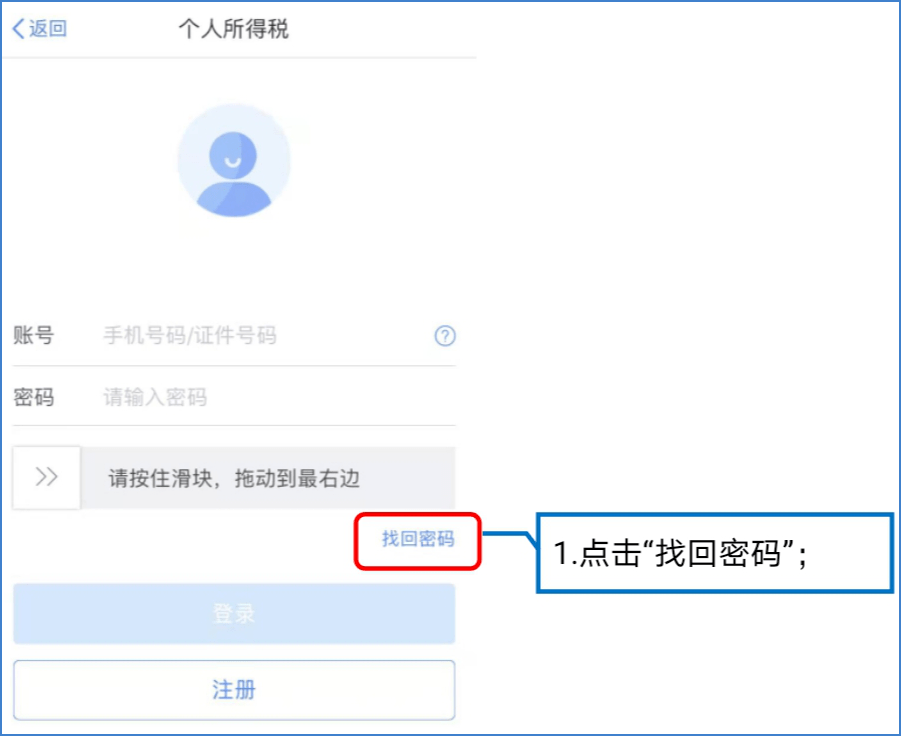 返回
个人所得税
账号 手机号码/证件号码
密码 请输入密码
请按住滑块，拖动到最右边
找回密码
1.点击“找回密码”；
登录
注册